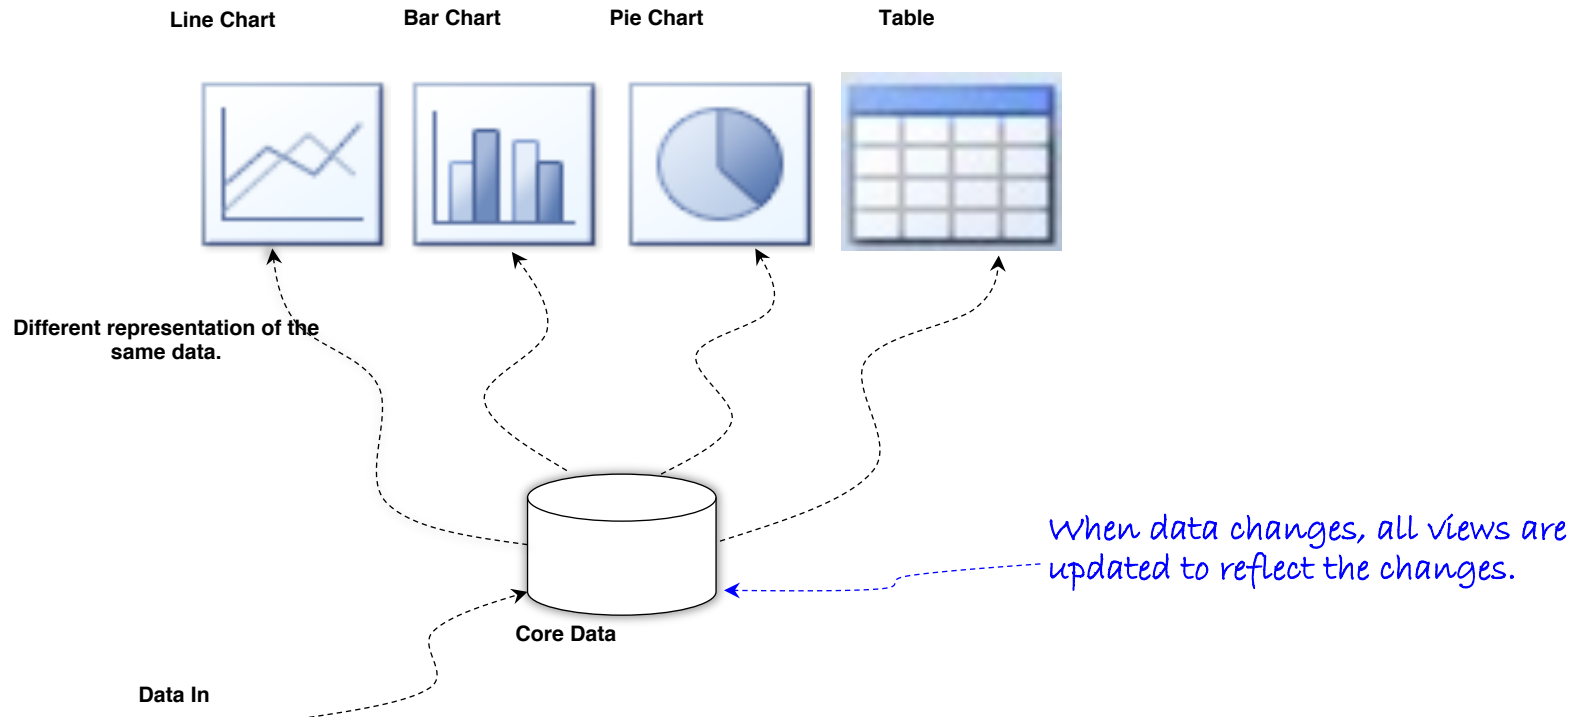 Line Chart
Bar Chart
Pie Chart
Table
Different representation of the
same data.
When data changes, all views are
updated to reflect the changes.
Core Data
Data In